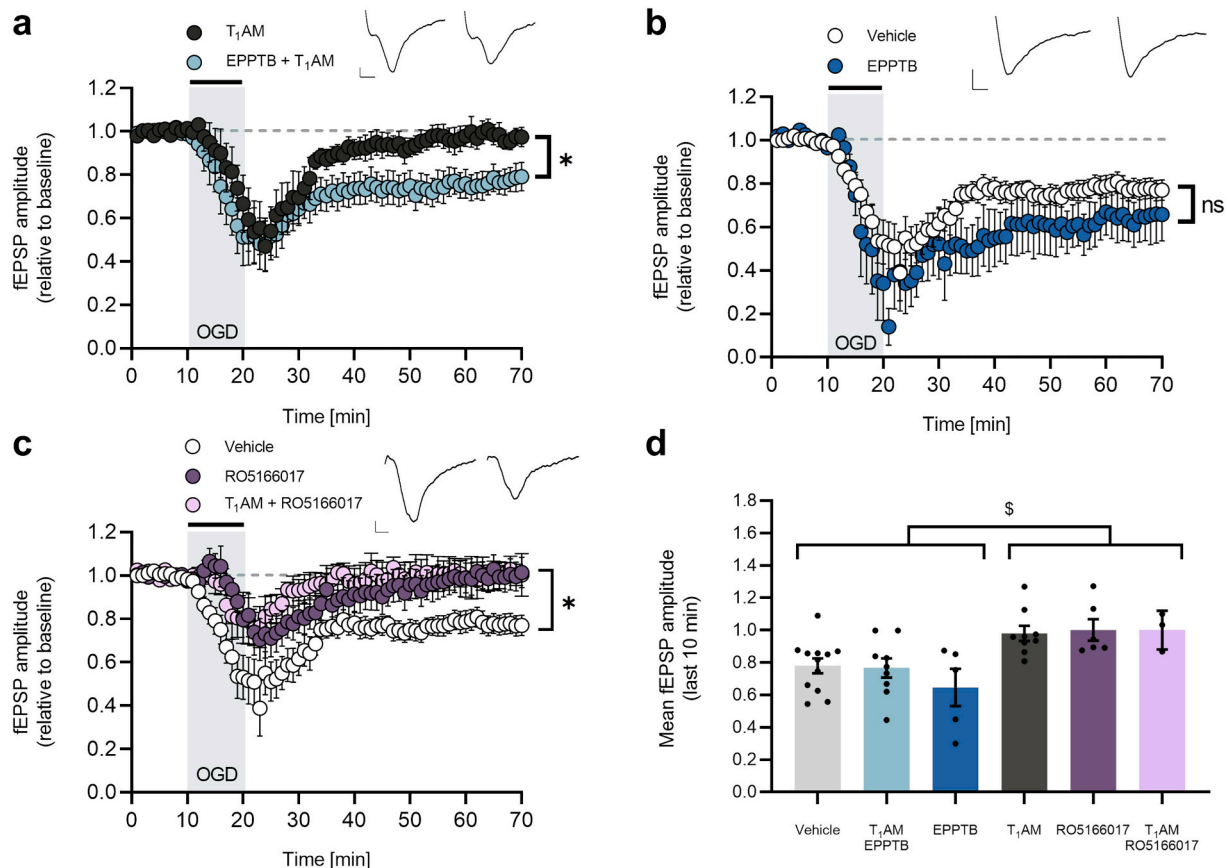 a
T₁AM
EPPTB + T₁AM
fEPSP amplitude
(relative to baseline)
1.2
1.0
0.8
0.6
0.4
0.2
0.0
OGD
*
0 10 20 30 40 50 60 70
Time [min]
b
Vehicle
EPPTB
fEPSP amplitude
(relative to baseline)
1.2
1.0
0.8
0.6
0.4
0.2
0.0
OGD
ns
0 10 20 30 40 50 60 70
Time [min]
c
Vehicle
RO5166017
T₁AM + RO5166017
fEPSP amplitude
(relative to baseline)
1.2
1.0
0.8
0.6
0.4
0.2
0.0
OGD
*
0 10 20 30 40 50 60 70
Time [min]
d
$
Mean fEPSP amplitude
(last 10 min)
1.8
1.6
1.4
1.2
1.0
0.8
0.6
0.4
0.2
0.0
Vehicle T₁AM EPPTB T₁AM RO5166017 T₁AM
EPPTB RO5166017